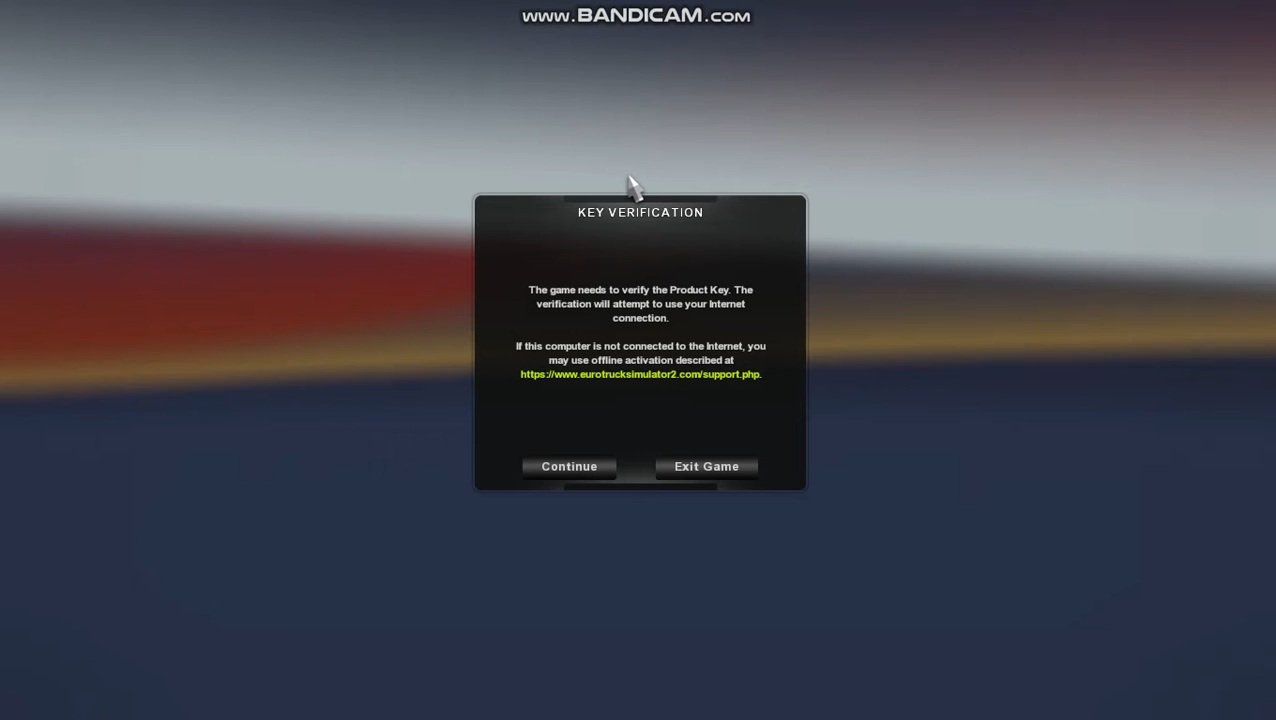 www.BANDICAM.COM
KEY VERIFICATION
The game needs to verify the Product Key. The
verification will attempt to use your Internet
connection.
If this computer is not connected to the Internet, you
may use offline activation described at
https://www.eurotrucksimulator2.com/support.php.
Continue
Exit Game